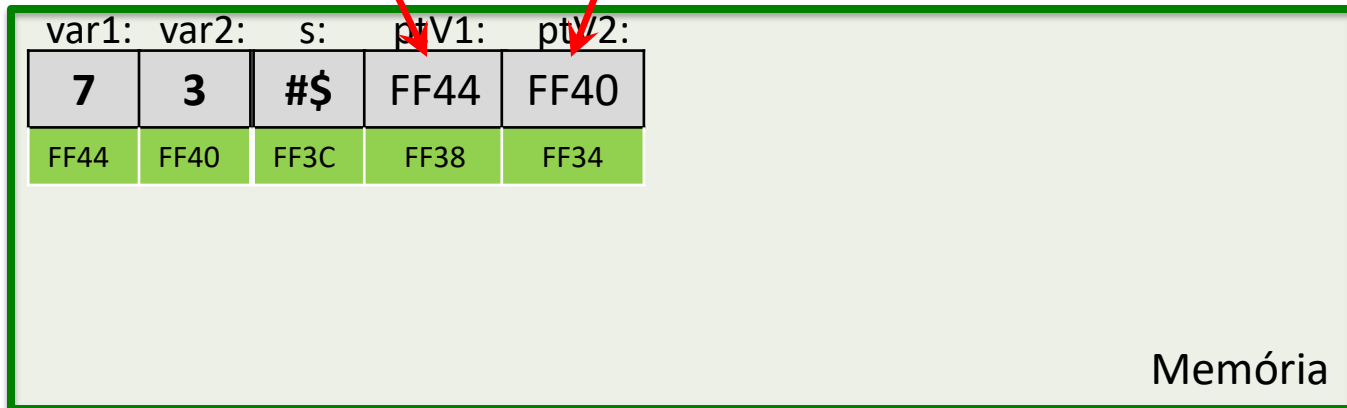 var1: var2: s: ptV1: ptV2:
7 3 #$ FF44 FF40
FF44 FF40 FF3C FF38 FF34
Memória